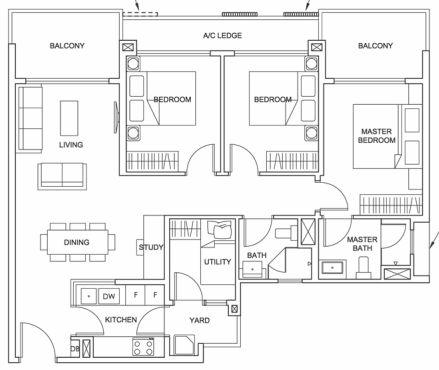 A/C LEDGE
BALCONY
BALCONY
BEDROOM
BEDROOM
LIVING
MASTER
BEDROOM
DINING
STUDY
UTILITY
BATH
MASTER
BATH
DW
F
F
KITCHEN
YARD
DB